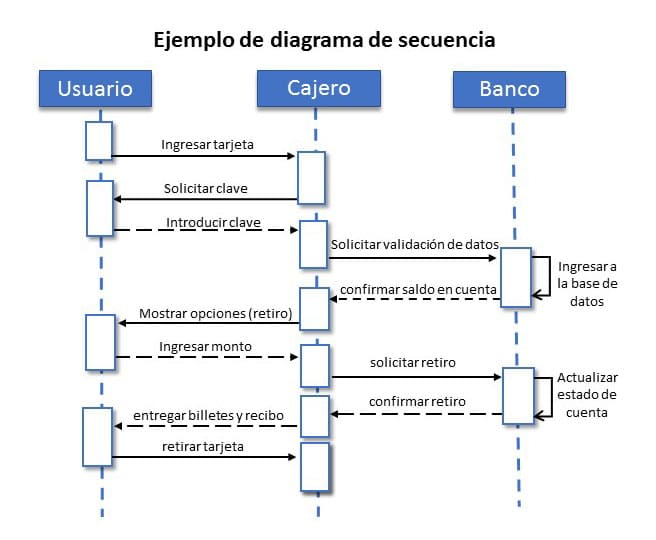 Ejemplo de diagrama de secuencia
Usuario
Cajero
Banco
Ingresar tarjeta
Solicitar clave
Introducir clave
Solicitar validación de datos
Ingresar a
la base de
datos
confirmar saldo en cuenta
Mostrar opciones (retiro)
Ingresar monto
solicitar retiro
Actualizar
estado de
cuenta
confirmar retiro
entregar billetes y recibo
retirar tarjeta